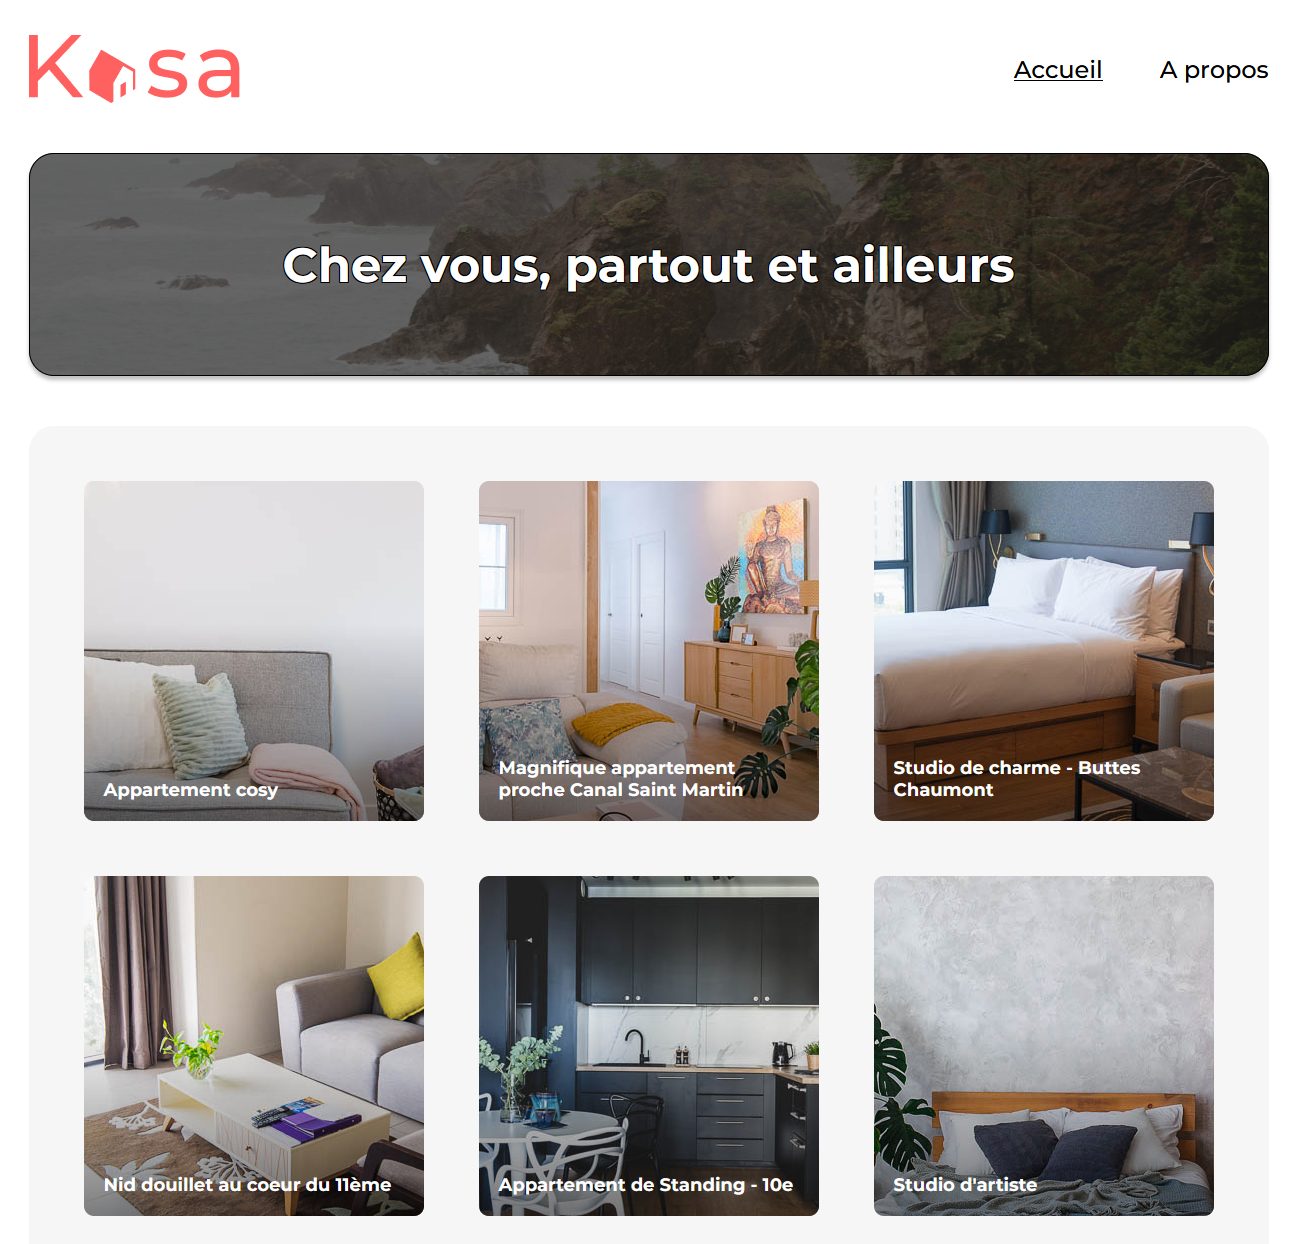 Kasa
Accueil
A propos
Chez vous, partout et ailleurs
Appartement cosy
Magnifique appartement
proche Canal Saint Martin
Studio de charme - Buttes
Chaumont
Nid douillet au coeur du 11ème
Appartement de Standing - 10e
Studio d'artiste